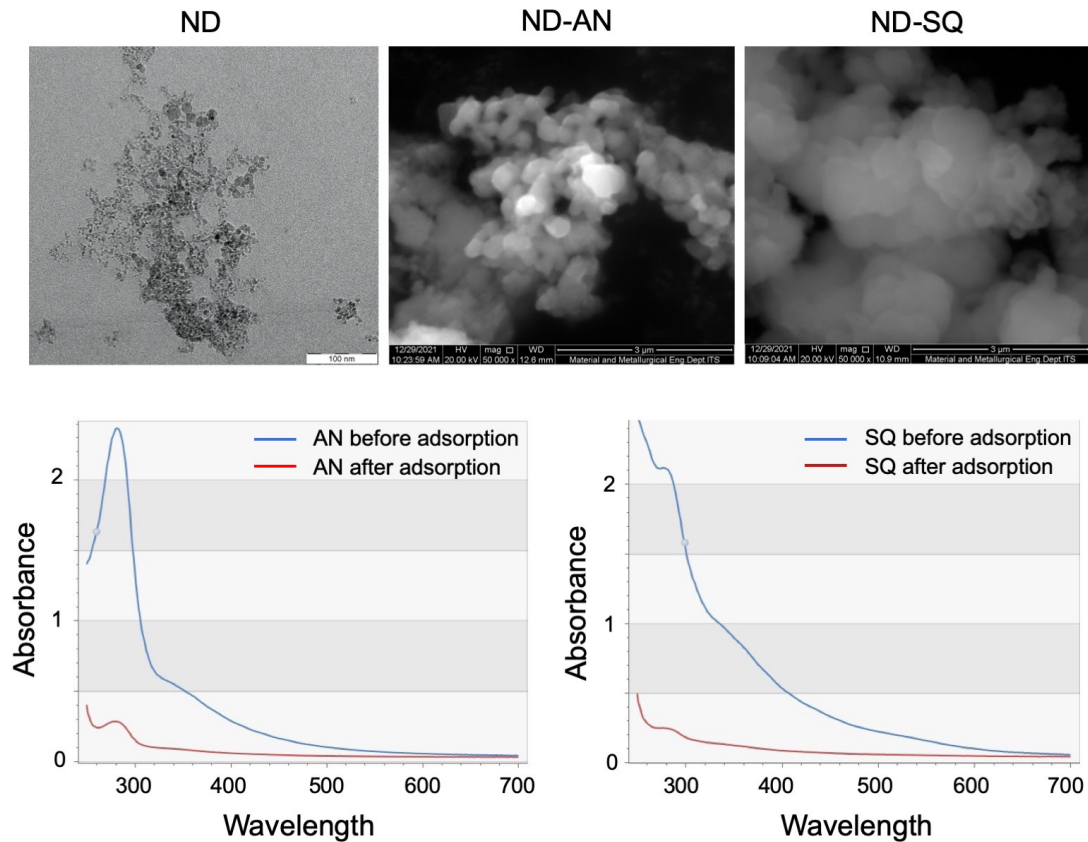 ND
ND-AN
ND-SQ
100 nm
12/29/2021 HV mag WD 3 µm
10:23:59 AM 20.00 kV 50 000 x 12.6 mm Material and Metallurgical Eng.Dept.ITS
12/29/2021 HV mag WD 3 µm
10:09:04 AM 20.00 kV 50 000 x 10.9 mm Material and Metallurgical Eng.Dept.ITS
AN before adsorption
AN after adsorption
2
1
0
Absorbance
300 400 500 600 700
Wavelength
SQ before adsorption
SQ after adsorption
2
1
0
Absorbance
300 400 500 600 700
Wavelength